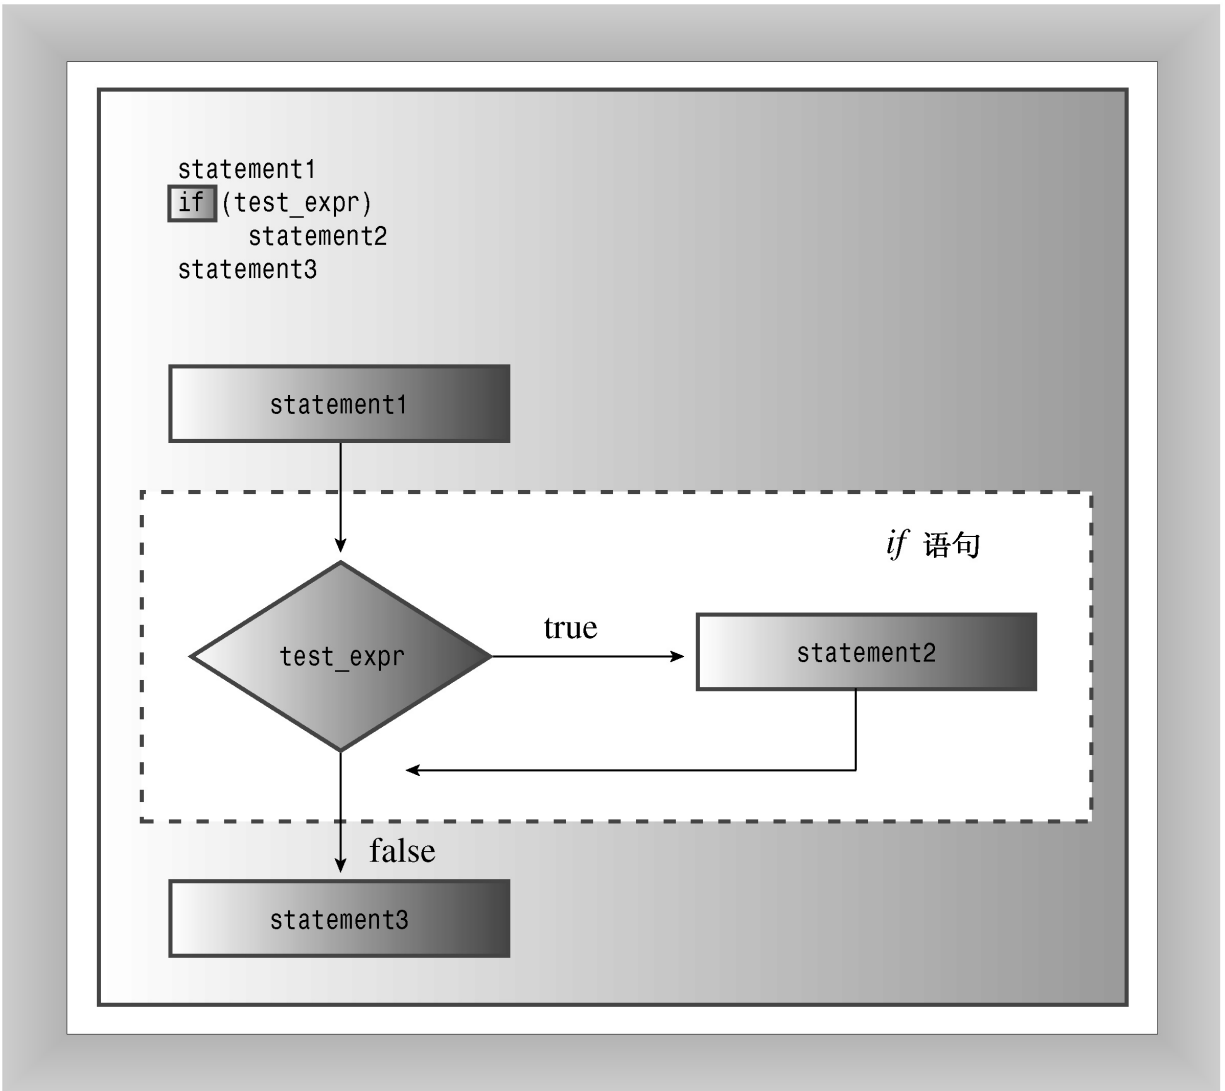 statement1
if (test_expr)
statement2
statement3
statement1
if 语句
true
test_expr
statement2
false
statement3